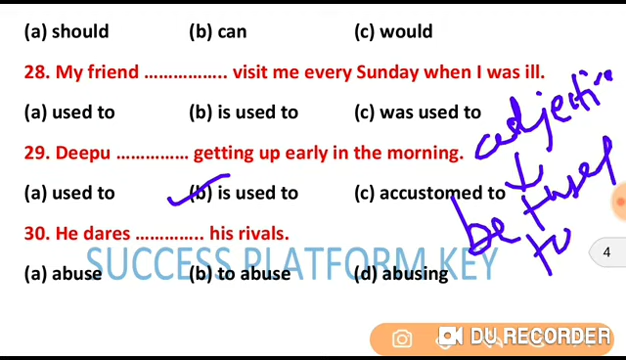 (a) should (b) can (c) would
28. My friend ................ visit me every Sunday when I was ill.
(a) used to (b) is used to (c) was used to
29. Deepu .............. getting up early in the morning.
(a) used to (b) is used to (c) accustomed to
30. He dares ............. his rivals.
(a) abuse (b) to abuse (d) abusing
adjective
be + used
to
SUCCESS PLATFORM KEY
4
DU RECORDER